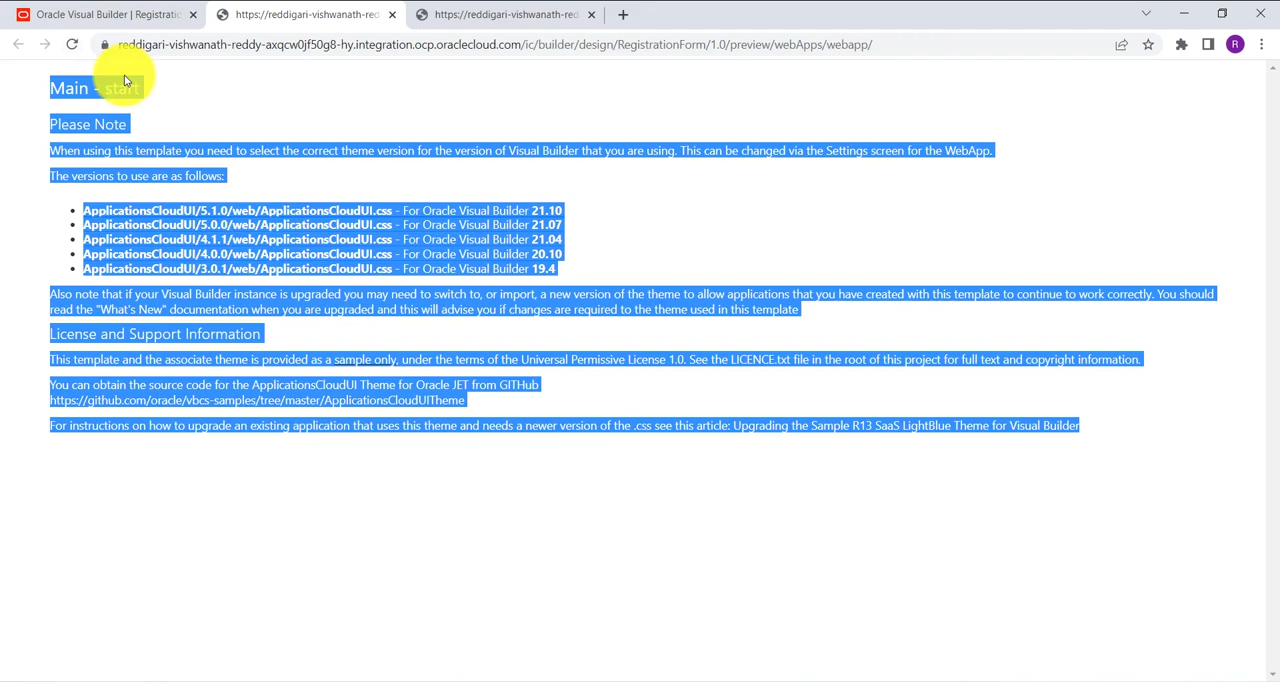 Oracle Visual Builder | Registratio
https://reddigari-vishwanath-red
https://reddigari-vishwanath-red
reddigari-vishwanath-reddy-axqcw0jf50g8-hy.integration.ocp.oraclecloud.com/ic/builder/design/RegistrationForm/1.0/preview/webApps/webapp/
R
Main - start
Please Note
When using this template you need to select the correct theme version for the version of Visual Builder that you are using. This can be changed via the Settings screen for the WebApp.
The versions to use are as follows:
• ApplicationsCloudUI/5.1.0/web/ApplicationsCloudUI.css - For Oracle Visual Builder 21.10
• ApplicationsCloudUI/5.0.0/web/ApplicationsCloudUI.css - For Oracle Visual Builder 21.07
• ApplicationsCloudUI/4.1.1/web/ApplicationsCloudUI.css - For Oracle Visual Builder 21.04
• ApplicationsCloudUI/4.0.0/web/ApplicationsCloudUI.css - For Oracle Visual Builder 20.10
• ApplicationsCloudUI/3.0.1/web/ApplicationsCloudUI.css - For Oracle Visual Builder 19.4
Also note that if your Visual Builder instance is upgraded you may need to switch to, or import, a new version of the theme to allow applications that you have created with this template to continue to work correctly. You should
read the "What's New" documentation when you are upgraded and this will advise you if changes are required to the theme used in this template
License and Support Information
This template and the associate theme is provided as a sample only, under the terms of the Universal Permissive License 1.0. See the LICENCE.txt file in the root of this project for full text and copyright information.
You can obtain the source code for the ApplicationsCloudUI Theme for Oracle JET from GITHub
https://github.com/oracle/vbcs-samples/tree/master/ApplicationsCloudUITheme
For instructions on how to upgrade an existing application that uses this theme and needs a newer version of the .css see this article: Upgrading the Sample R13 SaaS LightBlue Theme for Visual Builder